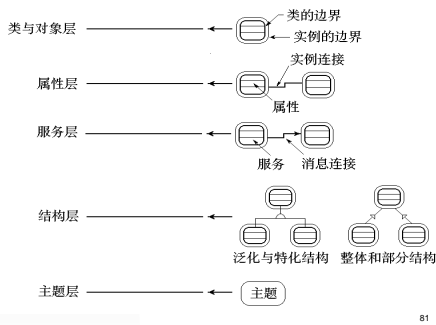 类的边界
类与对象层
实例的边界
实例连接
属性层
属性
服务层
服务
消息连接
结构层
泛化与特化结构
整体和部分结构
主题层
主题
81